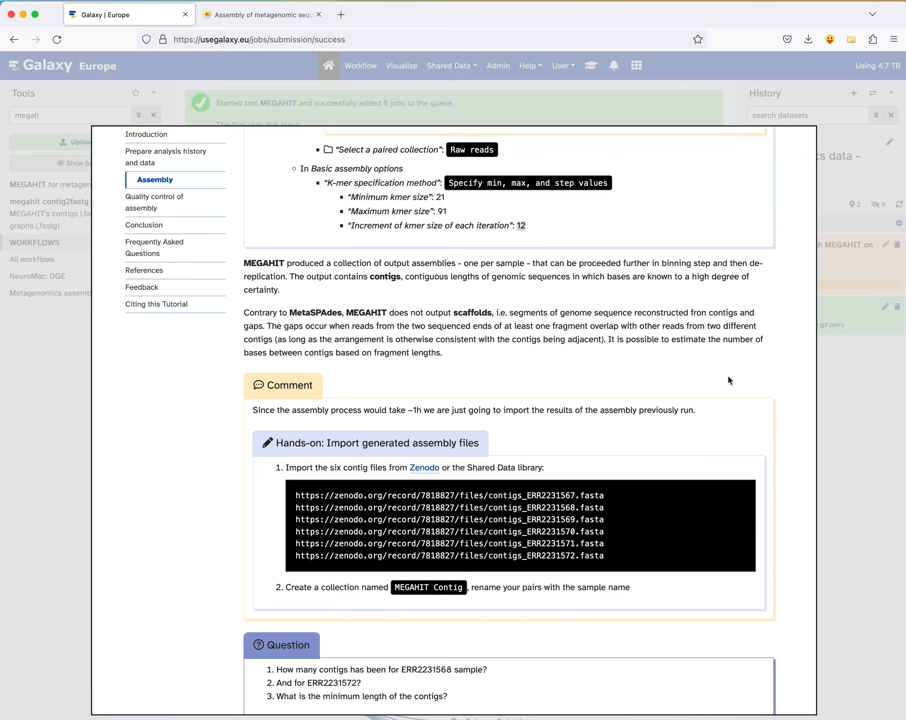 Galaxy | Europe
Assembly of metagenomic sequ
https://usegalaxy.eu/jobs/submission/success
Galaxy Europe
Workflow Visualize Shared Data Admin Help User
Using 4.7 TB
Tools
History
megah
search datasets
Started tool MEGAHIT and successfully added 6 jobs to the queue.
Introduction
Prepare analysis history
and data
Assembly
Quality control of
assembly
Conclusion
Frequently Asked
Questions
References
Feedback
Citing this Tutorial
MEGAHIT for metagen
megahit contig2fastg
MEGAHIT's contigs (.fa
graphs (.fastg)
WORKFLOWS
All workflows
NeuroMac: DGE
Metagenomics assemb
"Select a paired collection": Raw reads
In Basic assembly options
"K-mer specification method": Specify min, max, and step values
"Minimum kmer size": 21
"Maximum kmer size": 91
"Increment of kmer size of each iteration": 12
MEGAHIT produced a collection of output assemblies - one per sample - that can be proceeded further in binning step and then de-
replication. The output contains contigs, contiguous lengths of genomic sequences in which bases are known to a high degree of
certainty.
Contrary to MetaSPAdes, MEGAHIT does not output scaffolds, i.e. segments of genome sequence reconstructed fron contigs and
gaps. The gaps occur when reads from the two sequenced ends of at least one fragment overlap with other reads from two different
contigs (as long as the arrangement is otherwise consistent with the contigs being adjacent). It is possible to estimate the number of
bases between contigs based on fragment lengths.
Comment
Since the assembly process would take ~1h we are just going to import the results of the assembly previously run.
Hands-on: Import generated assembly files
1. Import the six contig files from Zenodo or the Shared Data library:
https://zenodo.org/record/7818827/files/contigs_ERR2231567.fasta
https://zenodo.org/record/7818827/files/contigs_ERR2231568.fasta
https://zenodo.org/record/7818827/files/contigs_ERR2231569.fasta
https://zenodo.org/record/7818827/files/contigs_ERR2231570.fasta
https://zenodo.org/record/7818827/files/contigs_ERR2231571.fasta
https://zenodo.org/record/7818827/files/contigs_ERR2231572.fasta
2. Create a collection named MEGAHIT Contig, rename your pairs with the sample name
Question
1. How many contigs has been for ERR2231568 sample?
2. And for ERR2231572?
3. What is the minimum length of the contigs?
s data -
2 6
h MEGAHIT on
gz pairs